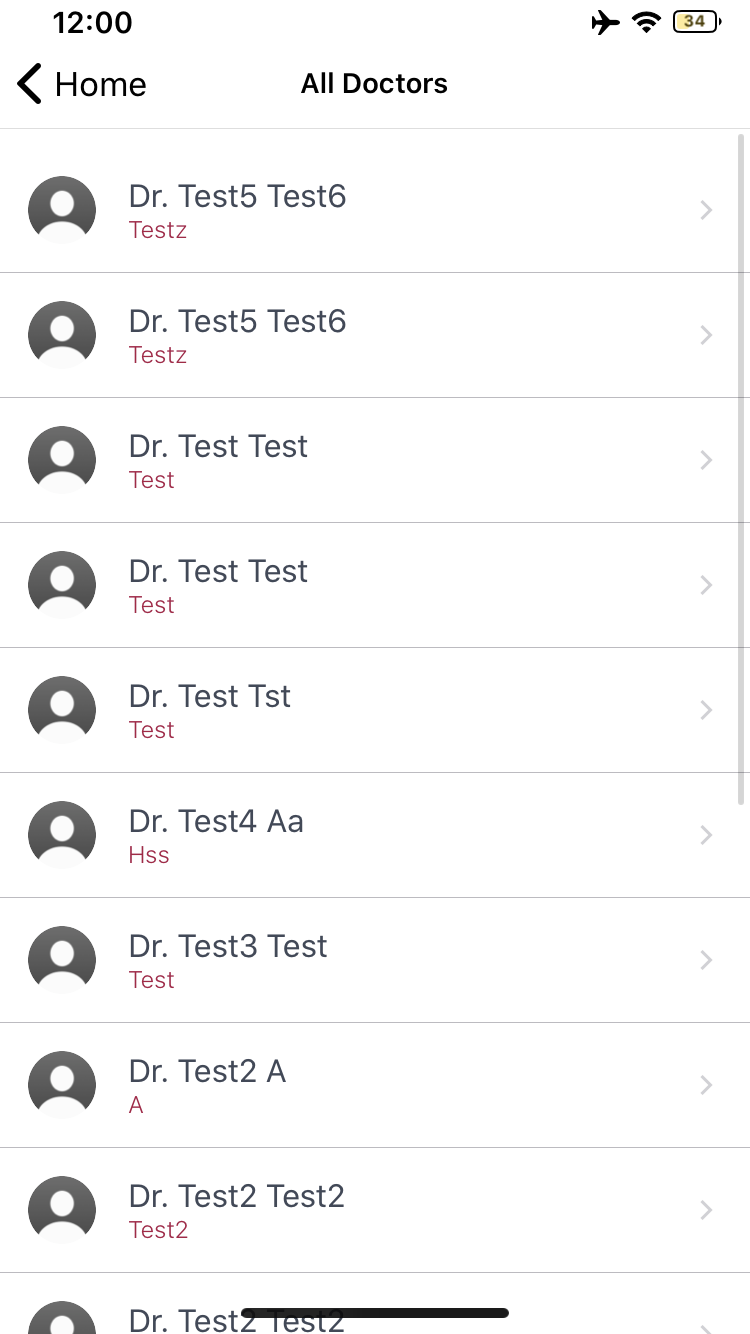 12:00
34
Home
All Doctors
Dr. Test5 Test6
Testz
Dr. Test5 Test6
Testz
Dr. Test Test
Test
Dr. Test Test
Test
Dr. Test Tst
Test
Dr. Test4 Aa
Hss
Dr. Test3 Test
Test
Dr. Test2 A
A
Dr. Test2 Test2
Test2
Dr. Test2 Test2